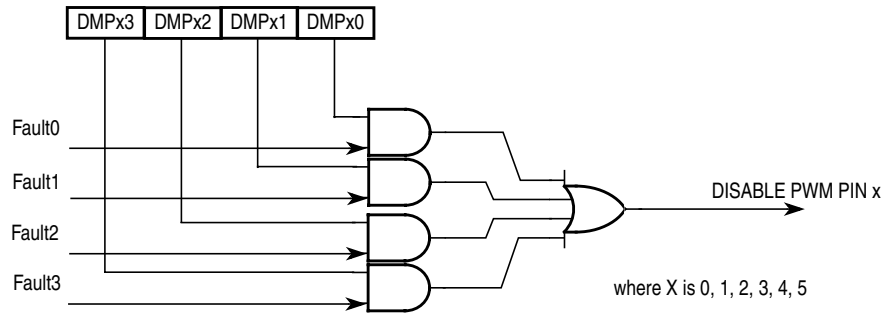 DMPx3 DMPx2 DMPx1 DMPx0
Fault0
Fault1
DISABLE PWM PIN x
Fault2
Fault3
where X is 0, 1, 2, 3, 4, 5